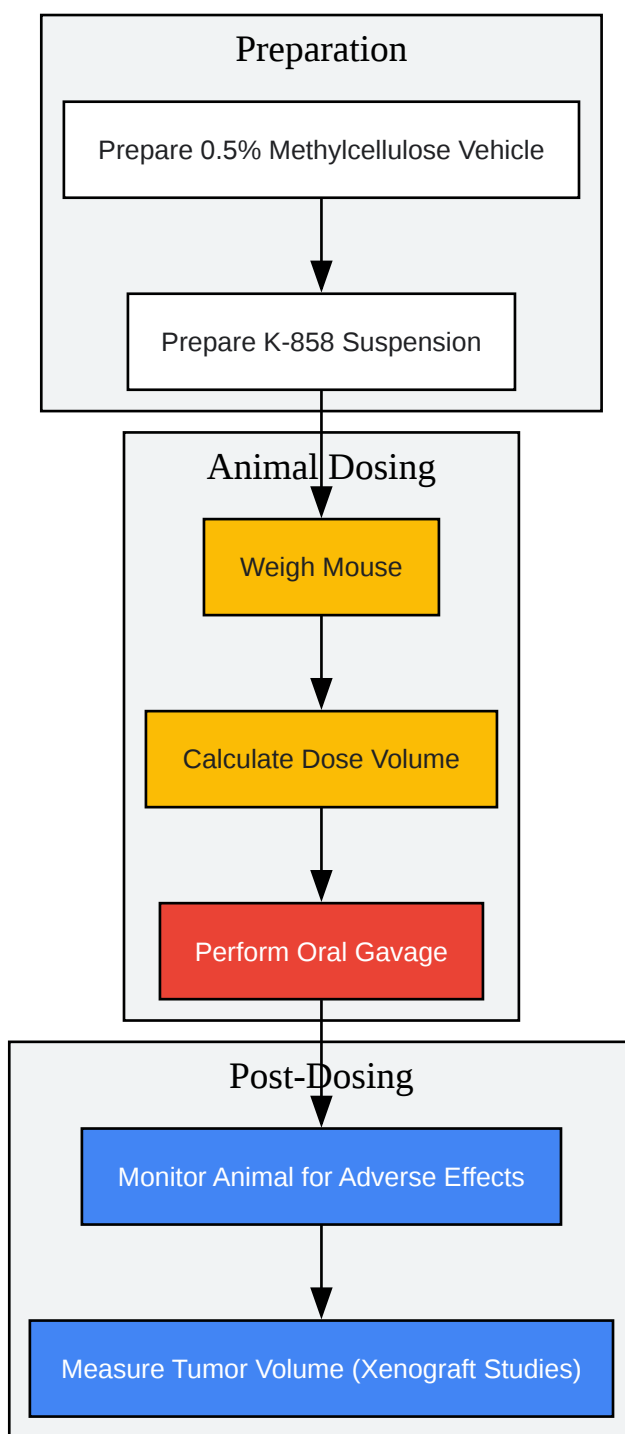 Preparation
Prepare 0.5% Methylcellulose Vehicle
Prepare K-858 Suspension
Animal Dosing
Weigh Mouse
Calculate Dose Volume
Perform Oral Gavage
Post-Dosing
Monitor Animal for Adverse Effects
Measure Tumor Volume (Xenograft Studies)